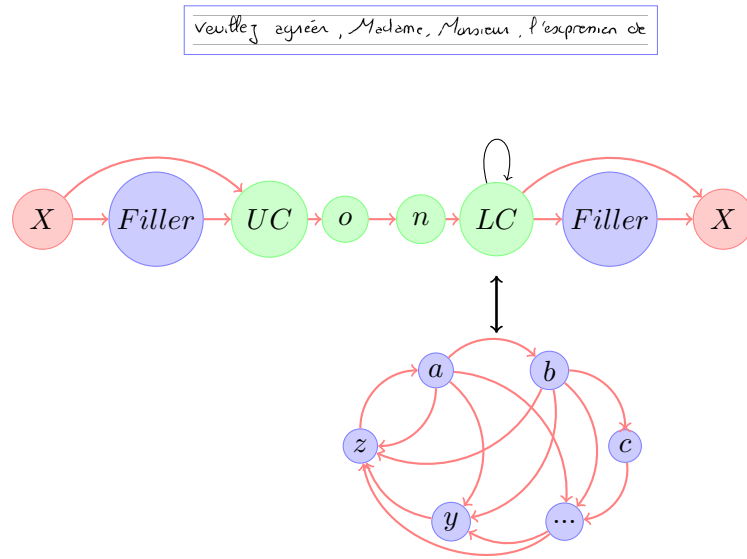 Veuillez agréer, Madame, Monsieur, l'expression de
X Filler UC o n LC Filler X
a b
z c
y ...